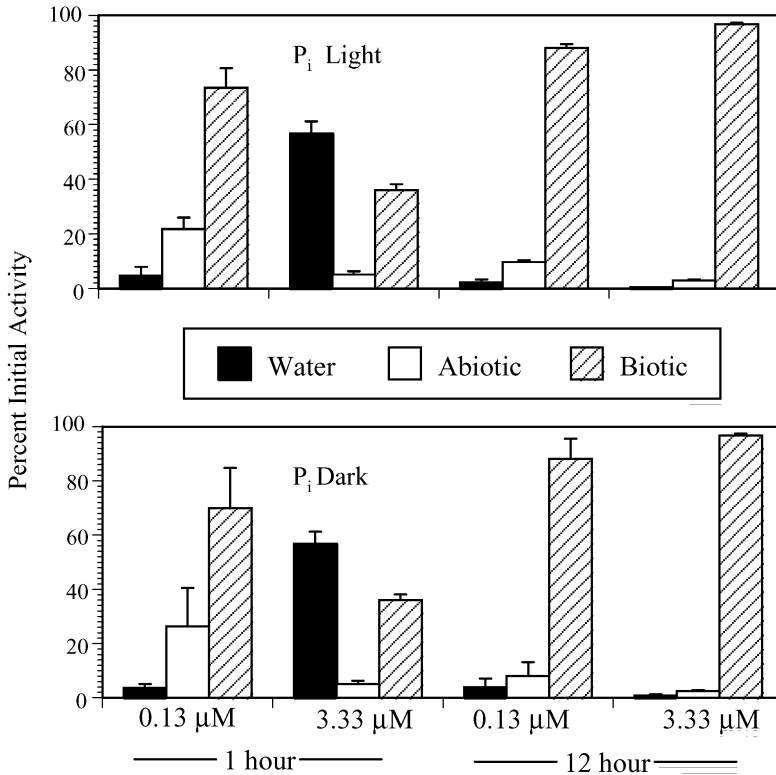 Percent Initial Activity
100
80
60
40
20
0
Pi Light
Water Abiotic Biotic
100
80
60
40
20
0
Pi Dark
0.13 µM 3.33 µM 0.13 µM 3.33 µM
1 hour 12 hour